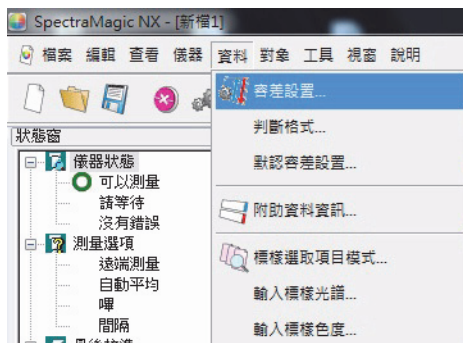 SpectraMagic NX - [新檔1]
檔案 編輯 查看 儀器 資料 對象 工具 視窗 說明
狀態窗
儀器狀態
可以測量
請等待
沒有錯誤
測量選項
遠端測量
自動平均
嗶
間隔
容差設置...
判斷格式...
默認容差設置...
附助資料資訊...
標樣選取項目模式...
輸入標樣光譜...
輸入標樣色度...